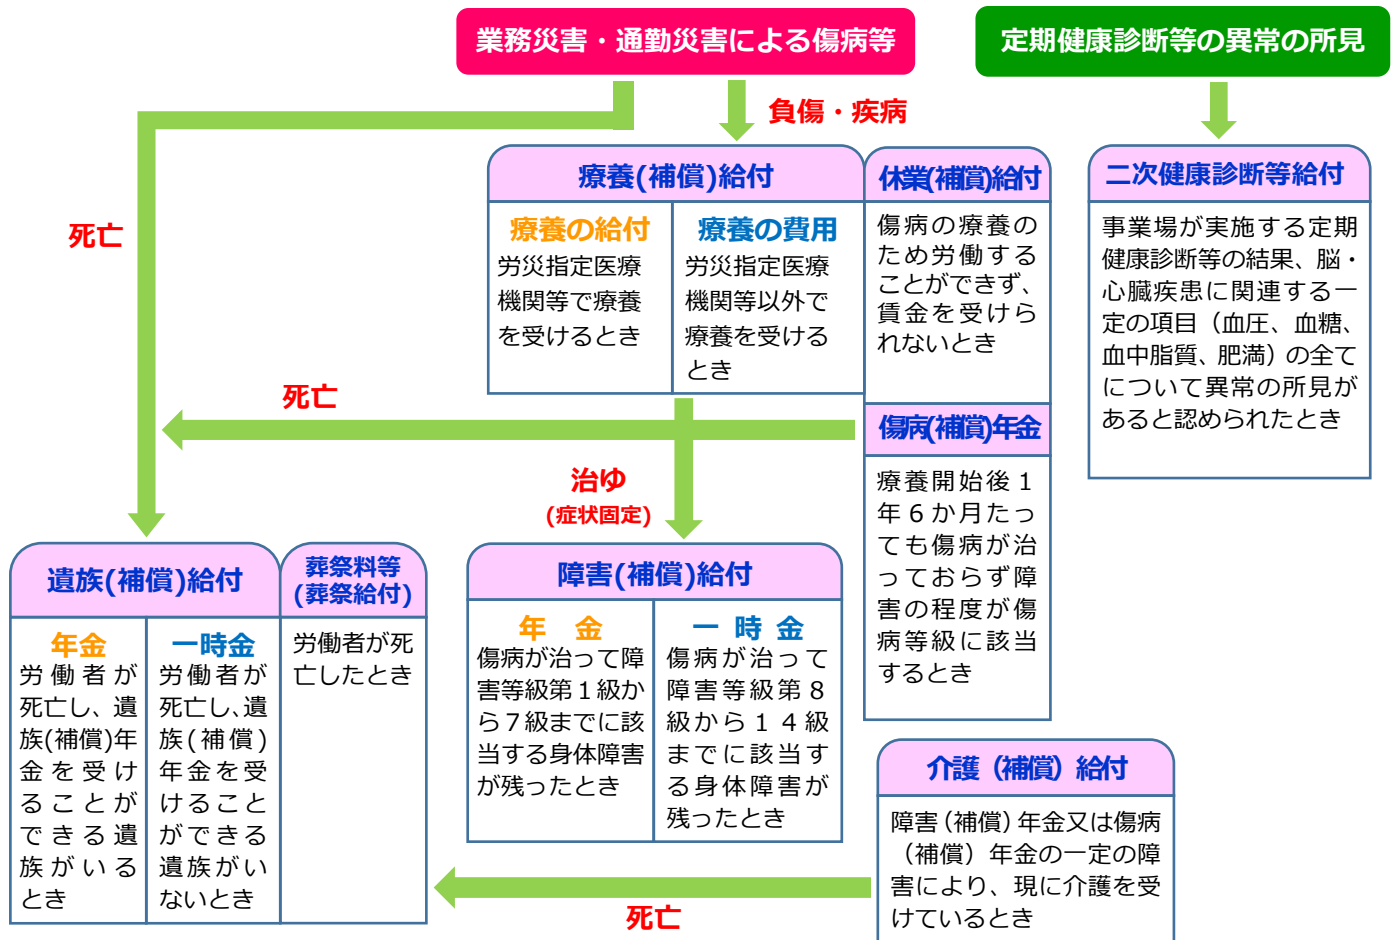 業務災害・通勤災害による傷病等
定期健康診断等の異常の所見
負傷・疾病
死亡
療養(補償)給付
療養の給付
労災指定医療
機関等で療養
を受けるとき
療養の費用
労災指定医療
機関等以外で
療養を受ける
とき
休業(補償)給付
傷病の療養の
ため労働する
ことができず、
賃金を受けら
れないとき
二次健康診断等給付
事業場が実施する定期
健康診断等の結果、脳・
心臓疾患に関連する一
定の項目（血圧、血糖、
血中脂質、肥満）の全て
について異常の所見が
あると認められたとき
死亡
傷病(補償)年金
療養開始後１
年６か月たっ
ても傷病が治
っておらず障
害の程度が傷
病等級に該当
するとき
治ゆ
(症状固定)
遺族(補償)給付
年金
労働者が
死亡し、遺
族(補償)年
金を受け
ることが
できる遺
族がいる
とき
一時金
労働者が
死亡し、遺
族(補償)
年金を受
けること
ができる
遺族がい
ないとき
葬祭料等
(葬祭給付)
労働者が死
亡したとき
障害(補償)給付
年　金
傷病が治って障
害等級第１級か
ら７級までに該
当する身体障害
が残ったとき
一 時 金
傷病が治って
障害等級第８
級から１４級
までに該当す
る身体障害が
残ったとき
介護（補償）給付
障害（補償）年金又は傷病
（補償）年金の一定の障
害により、現に介護を受
けているとき
死亡